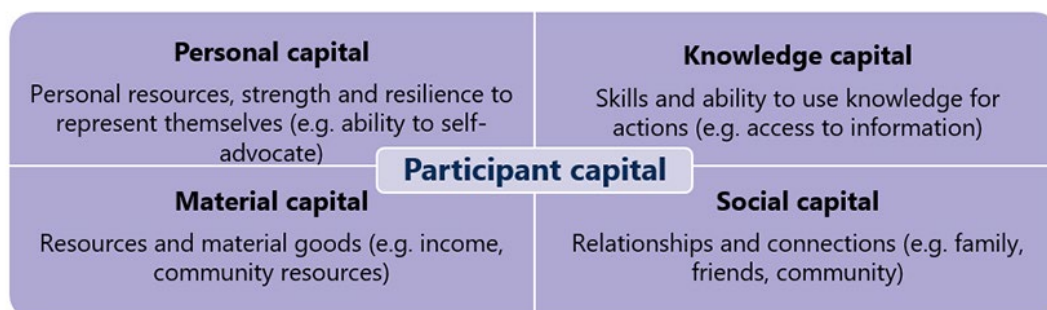 Personal capital
Personal resources, strength and resilience to
represent themselves (e.g. ability to self-
advocate)
Knowledge capital
Skills and ability to use knowledge for
actions (e.g. access to information)
Participant capital
Material capital
Resources and material goods (e.g. income,
community resources)
Social capital
Relationships and connections (e.g. family,
friends, community)